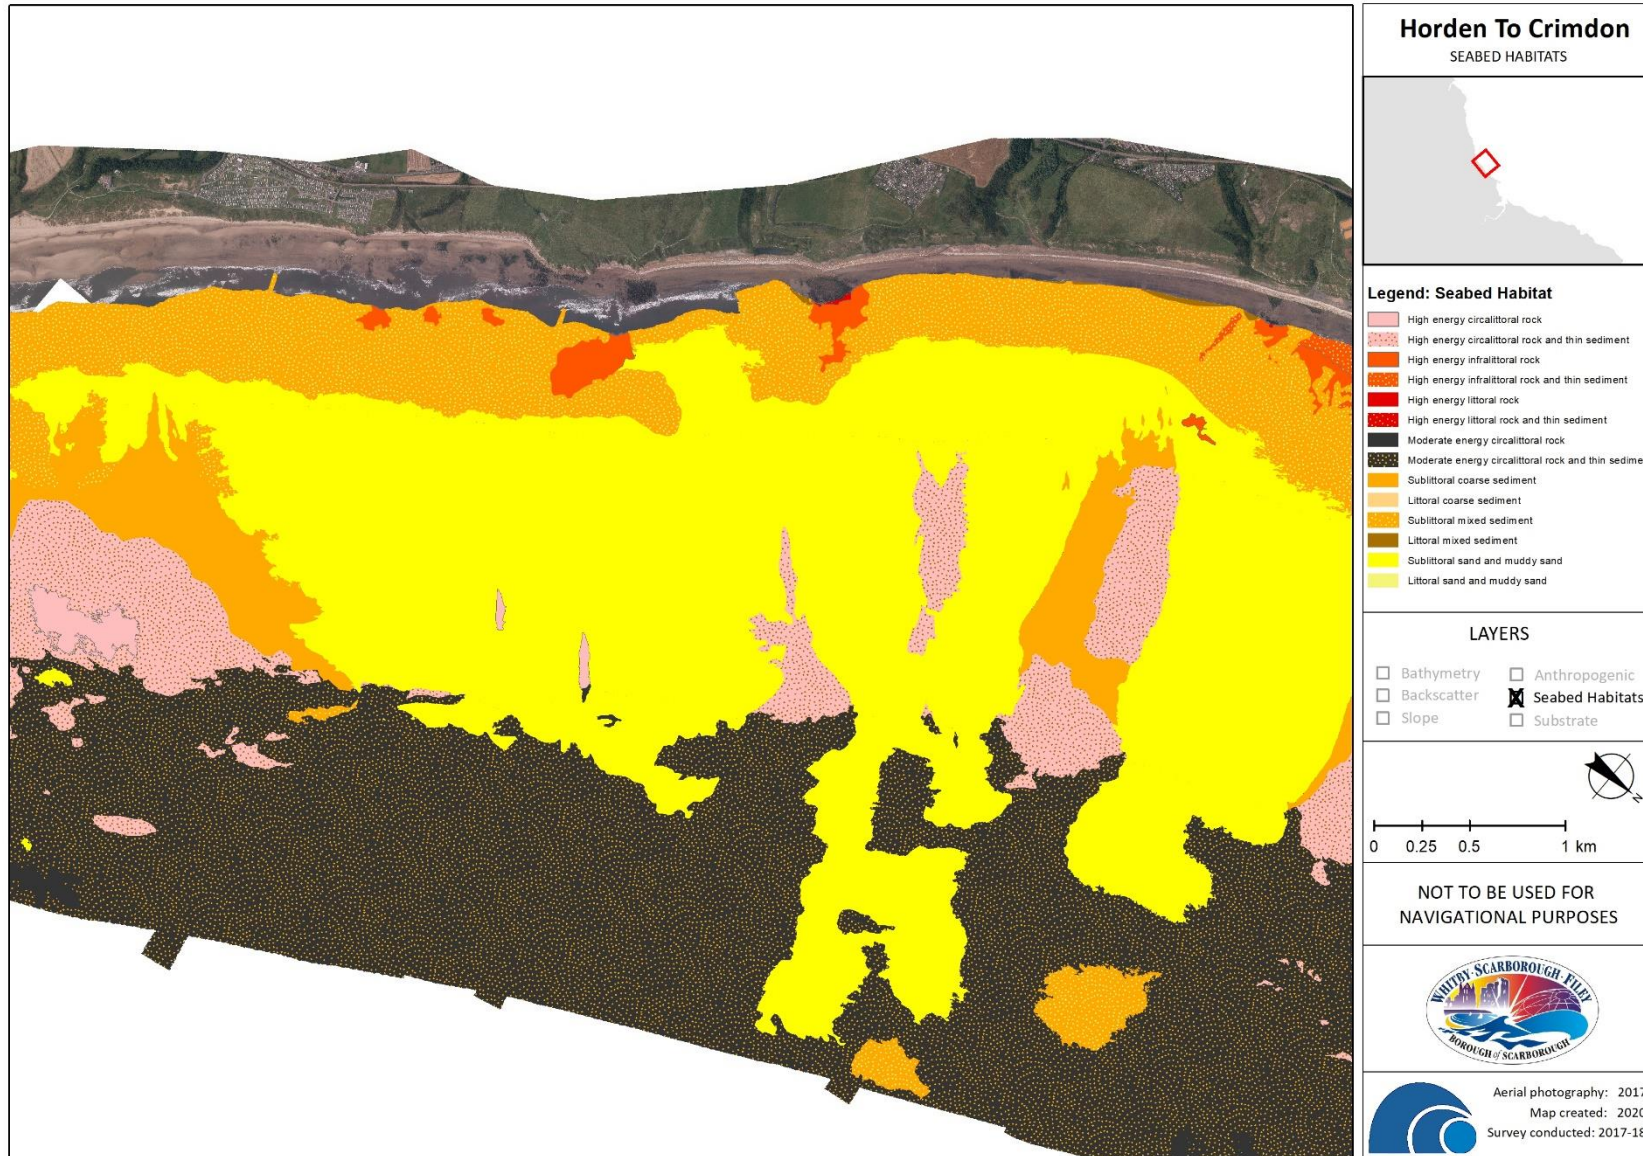 Horden To Crimdon
SEABED HABITATS
Legend: Seabed Habitat
High energy circalittoral rock
High energy circalittoral rock and thin sediment
High energy infralittoral rock
High energy infralittoral rock and thin sediment
High energy littoral rock
High energy littoral rock and thin sediment
Moderate energy circalittoral rock
Moderate energy circalittoral rock and thin sedime
Sublittoral coarse sediment
Littoral coarse sediment
Sublittoral mixed sediment
Littoral mixed sediment
Sublittoral sand and muddy sand
Littoral sand and muddy sand
LAYERS
Bathymetry
Anthropogenic
Backscatter
Seabed Habitats
Slope
Substrate
N
0 0.25 0.5 1 km
NOT TO BE USED FOR
NAVIGATIONAL PURPOSES
WHITBY·SCARBOROUGH·FILEY
BOROUGH of SCARBOROUGH
Aerial photography: 2017
Map created: 2020
Survey conducted: 2017-18